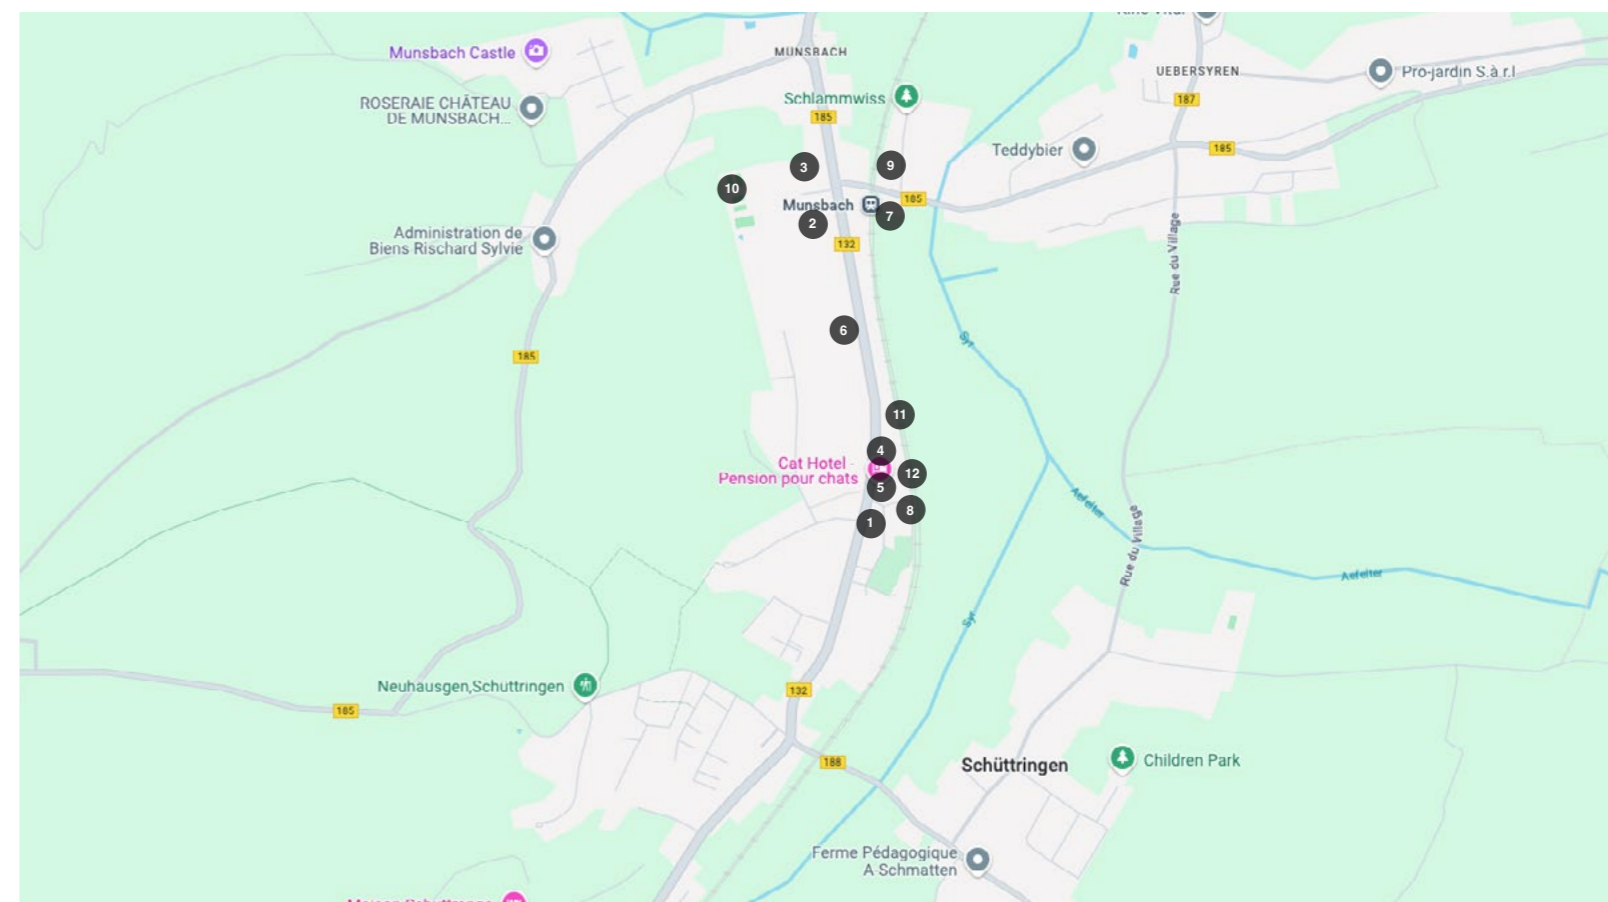 Munsbach Castle
MUNSBACH
UEBERSYREN
Pro-jardin S.à r.l
ROSERAIE CHÂTEAU
DE MUNSBACH...
Schlammwiss
187
185
Teddybier
185
3
9
10
185
Munsbach
7
2
Administration de
Biens Rischard Sylvie
132
Rue du Village
6
Syr
185
11
4
Cat Hotel -
Pension pour chats
12
5
8
1
Aefelter
Rue du Village
Aefelter
Syr
Neuhausgen,Schuttringen
132
185
188
Schüttringen
Children Park
Ferme Pédagogique
A Schmatten